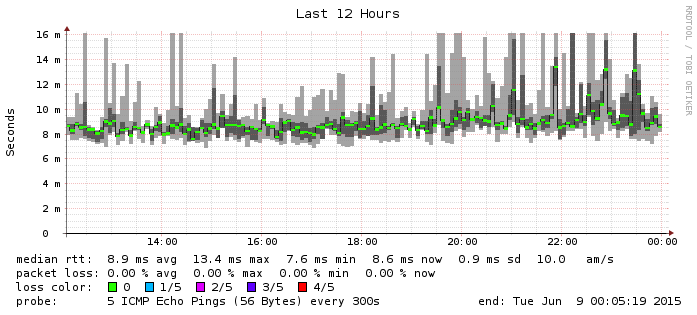 Last 12 Hours
RRDTOOL / TOBI OETIKER
Seconds
16 m
14 m
12 m
10 m
8 m
6 m
4 m
2 m
0
14:00 16:00 18:00 20:00 22:00 00:00
median rtt: 8.9 ms avg 13.4 ms max 7.6 ms min 8.6 ms now 0.9 ms sd 10.0 am/s
packet loss: 0.00 % avg 0.00 % max 0.00 % min 0.00 % now
loss color: 0 1/5 2/5 3/5 4/5
probe: 5 ICMP Echo Pings (56 Bytes) every 300s end: Tue Jun 9 00:05:19 2015